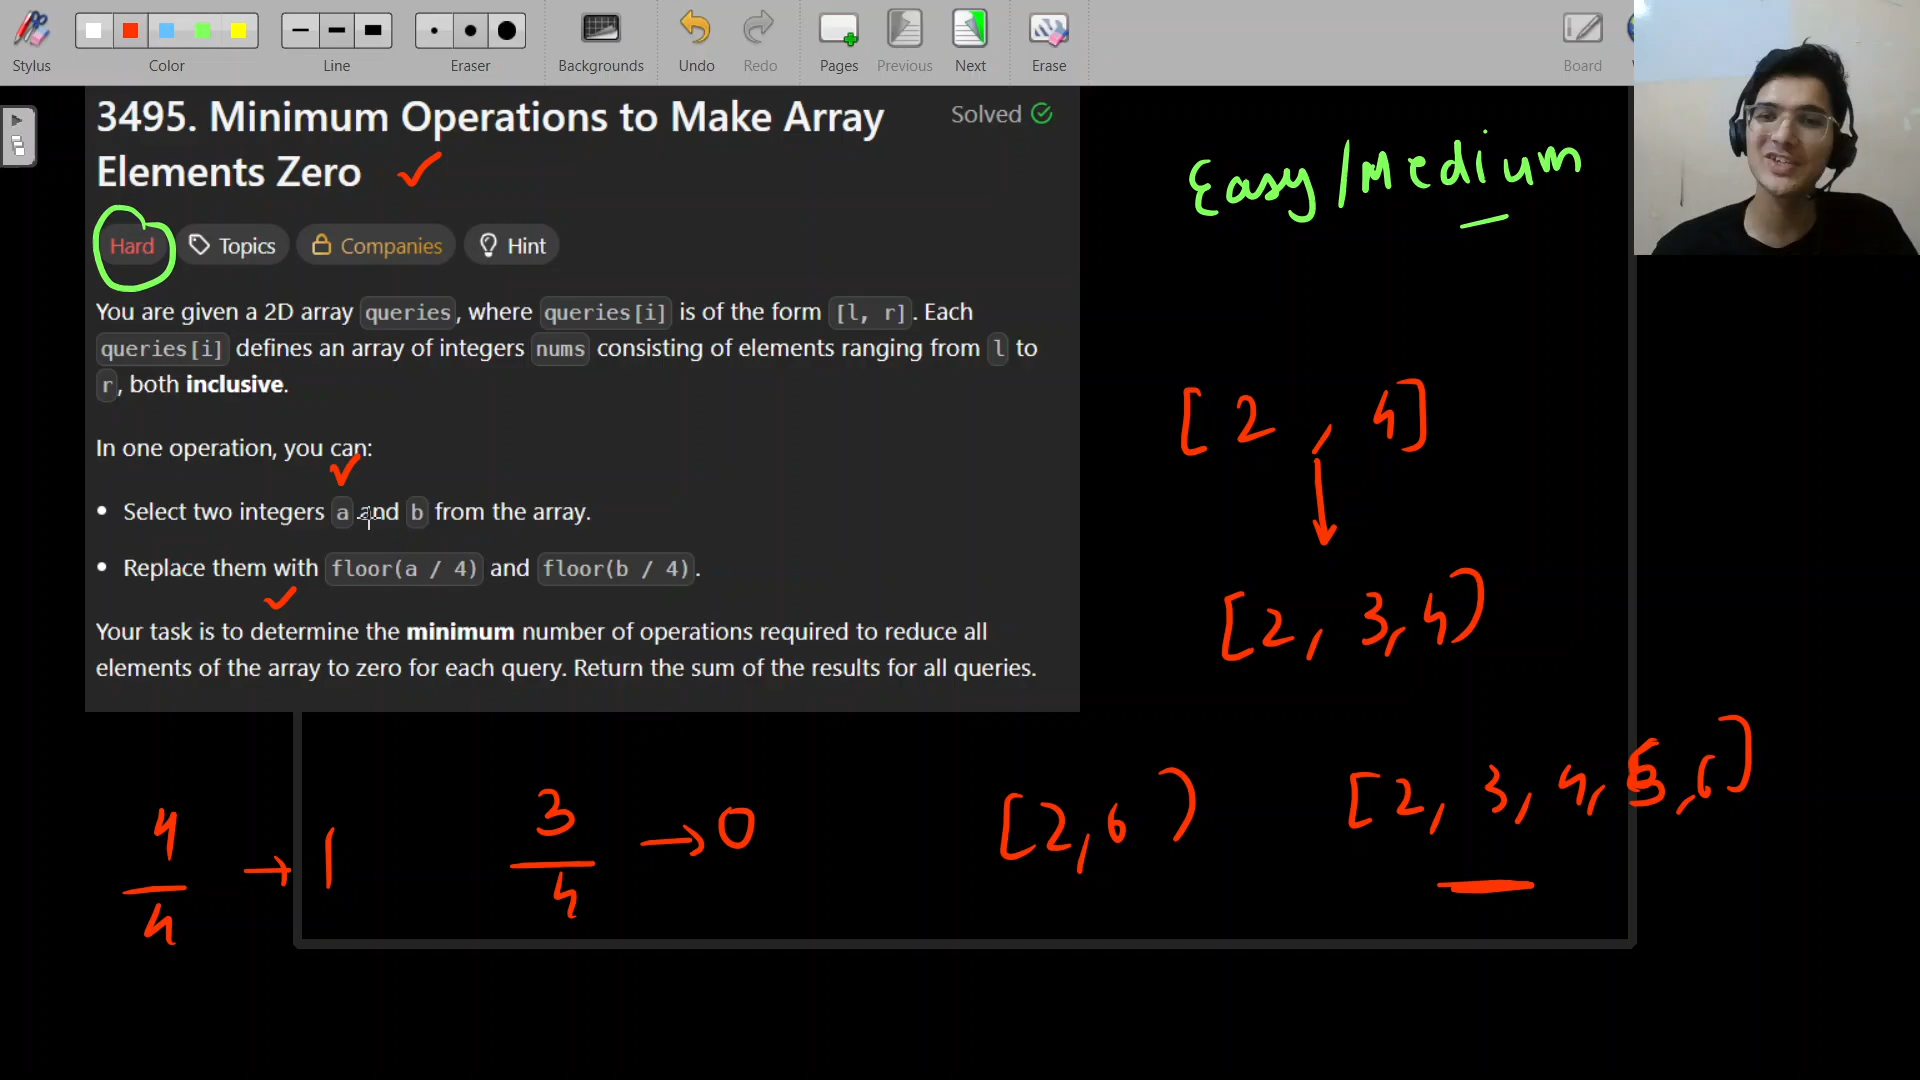 Stylus
Color
Line
Eraser
Backgrounds
Undo
Redo
Pages
Previous
Next
Erase
Board
3495. Minimum Operations to Make Array
Elements Zero
Solved
Hard
Topics
Companies
Hint
You are given a 2D array queries, where queries[i] is of the form [l, r]. Each
queries[i] defines an array of integers nums consisting of elements ranging from l to
r, both inclusive.
In one operation, you can:
• Select two integers a and b from the array.
• Replace them with floor(a / 4) and floor(b / 4).
Your task is to determine the minimum number of operations required to reduce all
elements of the array to zero for each query. Return the sum of the results for all queries.
Easy/Medium
[2, 4]
[2, 3, 4]
4/4 → 1
3/4 → 0
[2,6]
[2, 3, 4, 5, 6]